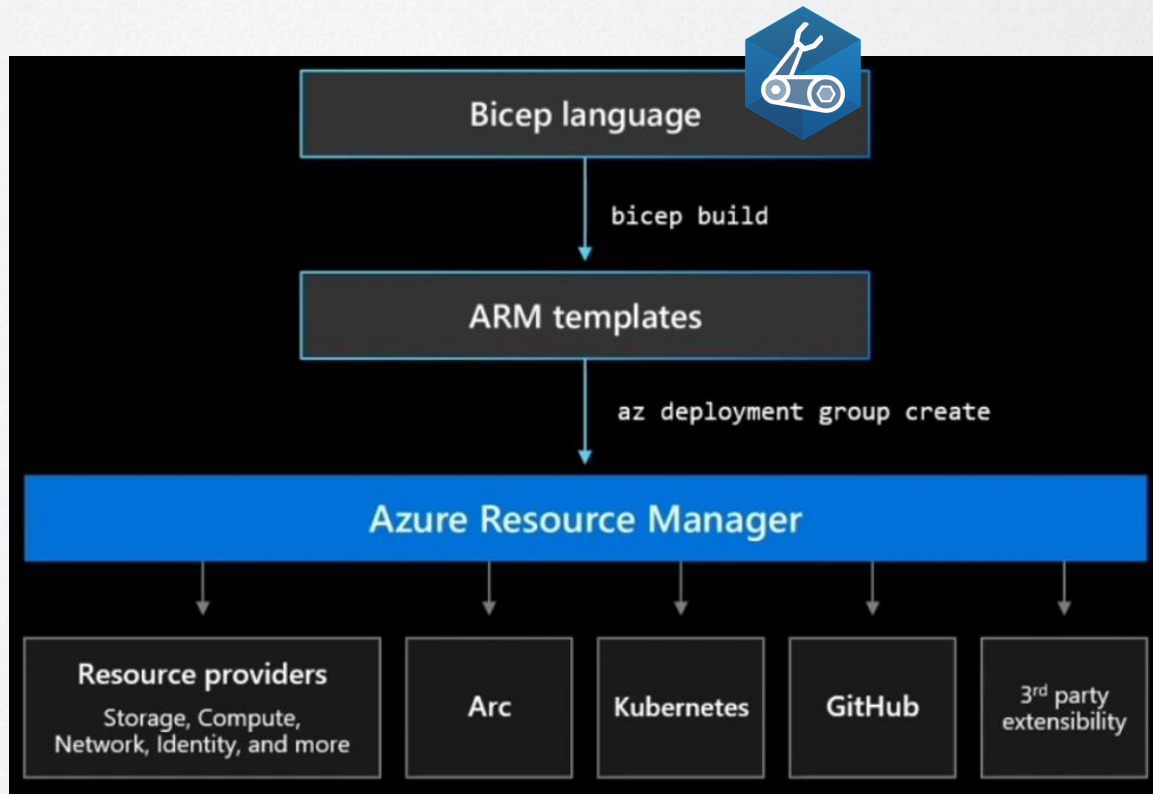 Bicep language
bicep build
ARM templates
az deployment group create
Azure Resource Manager
Resource providers
Storage, Compute,
Network, Identity, and more
Arc
Kubernetes
GitHub
3rd party
extensibility